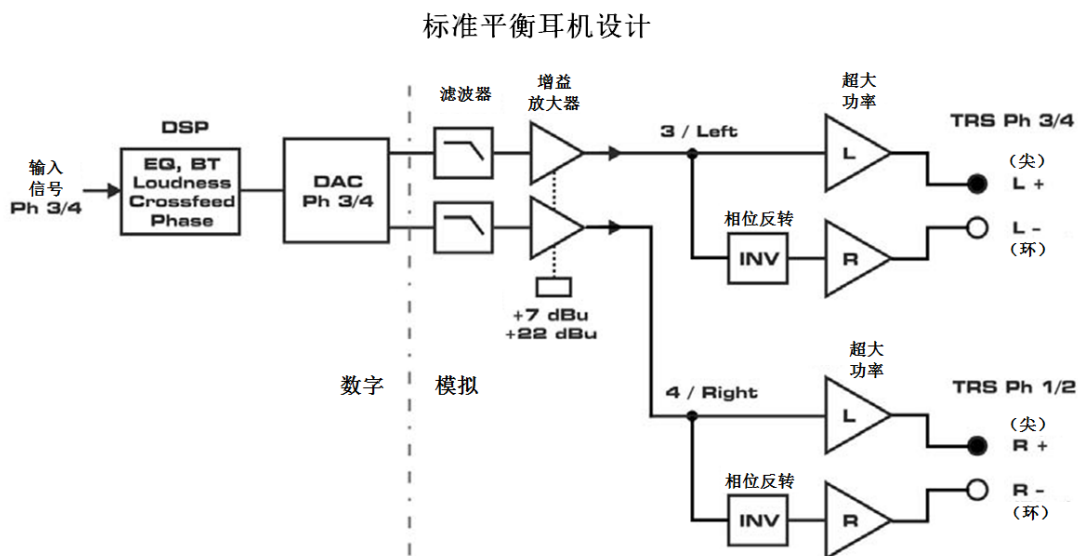 标准平衡耳机设计
DSP
输入
信号
Ph 3/4
EQ, BT
Loudness
Crossfeed
Phase
DAC
Ph 3/4
滤波器
增益
放大器
+7 dBu
+22 dBu
数字
模拟
3 / Left
超大
功率
L
相位反转
INV
R
TRS Ph 3/4
（尖）
L +
L -
（环）
4 / Right
超大
功率
L
相位反转
INV
R
TRS Ph 1/2
（尖）
R +
R -
（环）